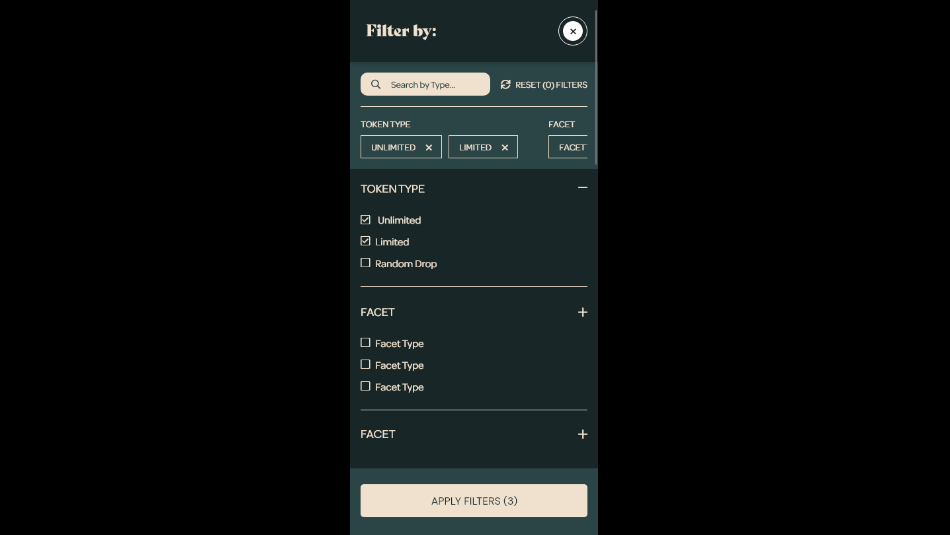 Filter by:
Search by Type...
RESET (0) FILTERS
TOKEN TYPE
FACET
UNLIMITED
LIMITED
FACET
TOKEN TYPE
Unlimited
Limited
Random Drop
FACET
Facet Type
Facet Type
Facet Type
FACET
APPLY FILTERS (3)